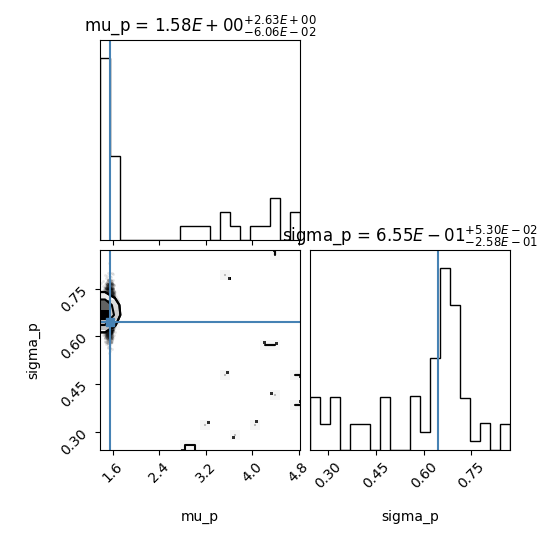 mu_p = 1.58E+00+2.63E+00−6.06E−02
sigma_p = 6.55E−01+5.30E−02−2.58E−01
0.75
0.60
0.45
0.30
sigma_p
1.6 2.4 3.2 4.0 4.8
0.30 0.45 0.60 0.75
mu_p
sigma_p